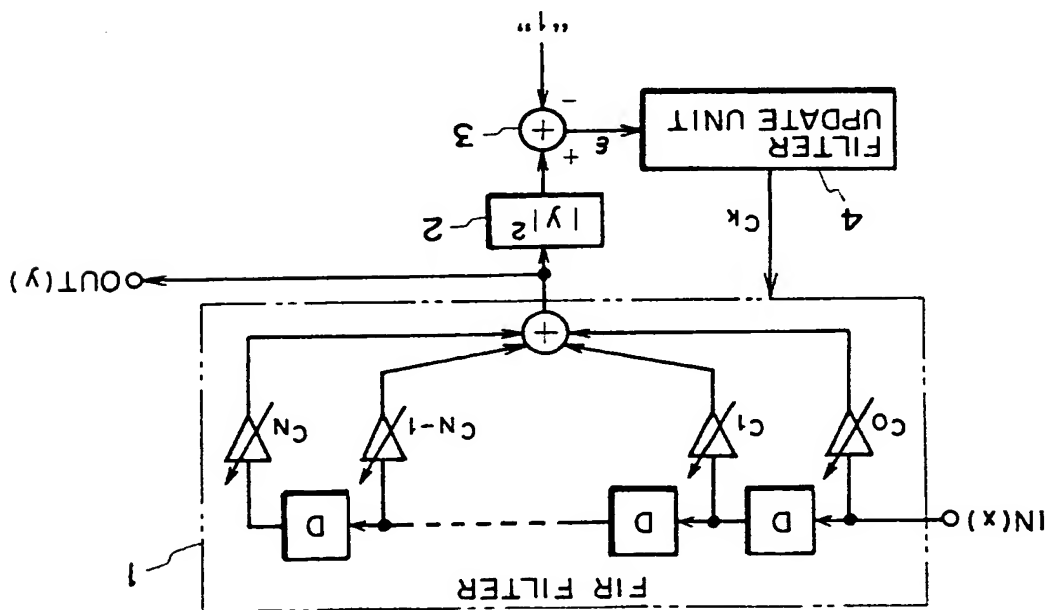 FIR FILTER
1
IN(x)
D
D
D
C0
C1
CN-1
CN
+
OUT(y)
Ck
|y|2
2
4
FILTER
UPDATE UNIT
ε
+
+
-
3
"1"